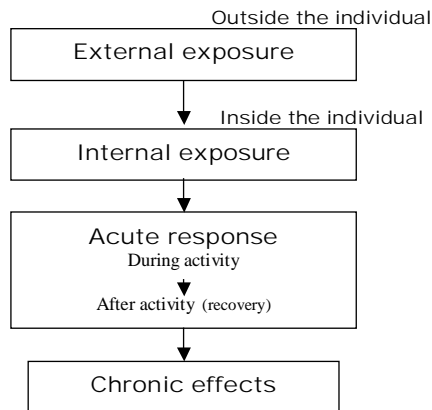 Outside the individual
External exposure
Inside the individual
Internal exposure
Acute response
During activity
After activity (recovery)
Chronic effects